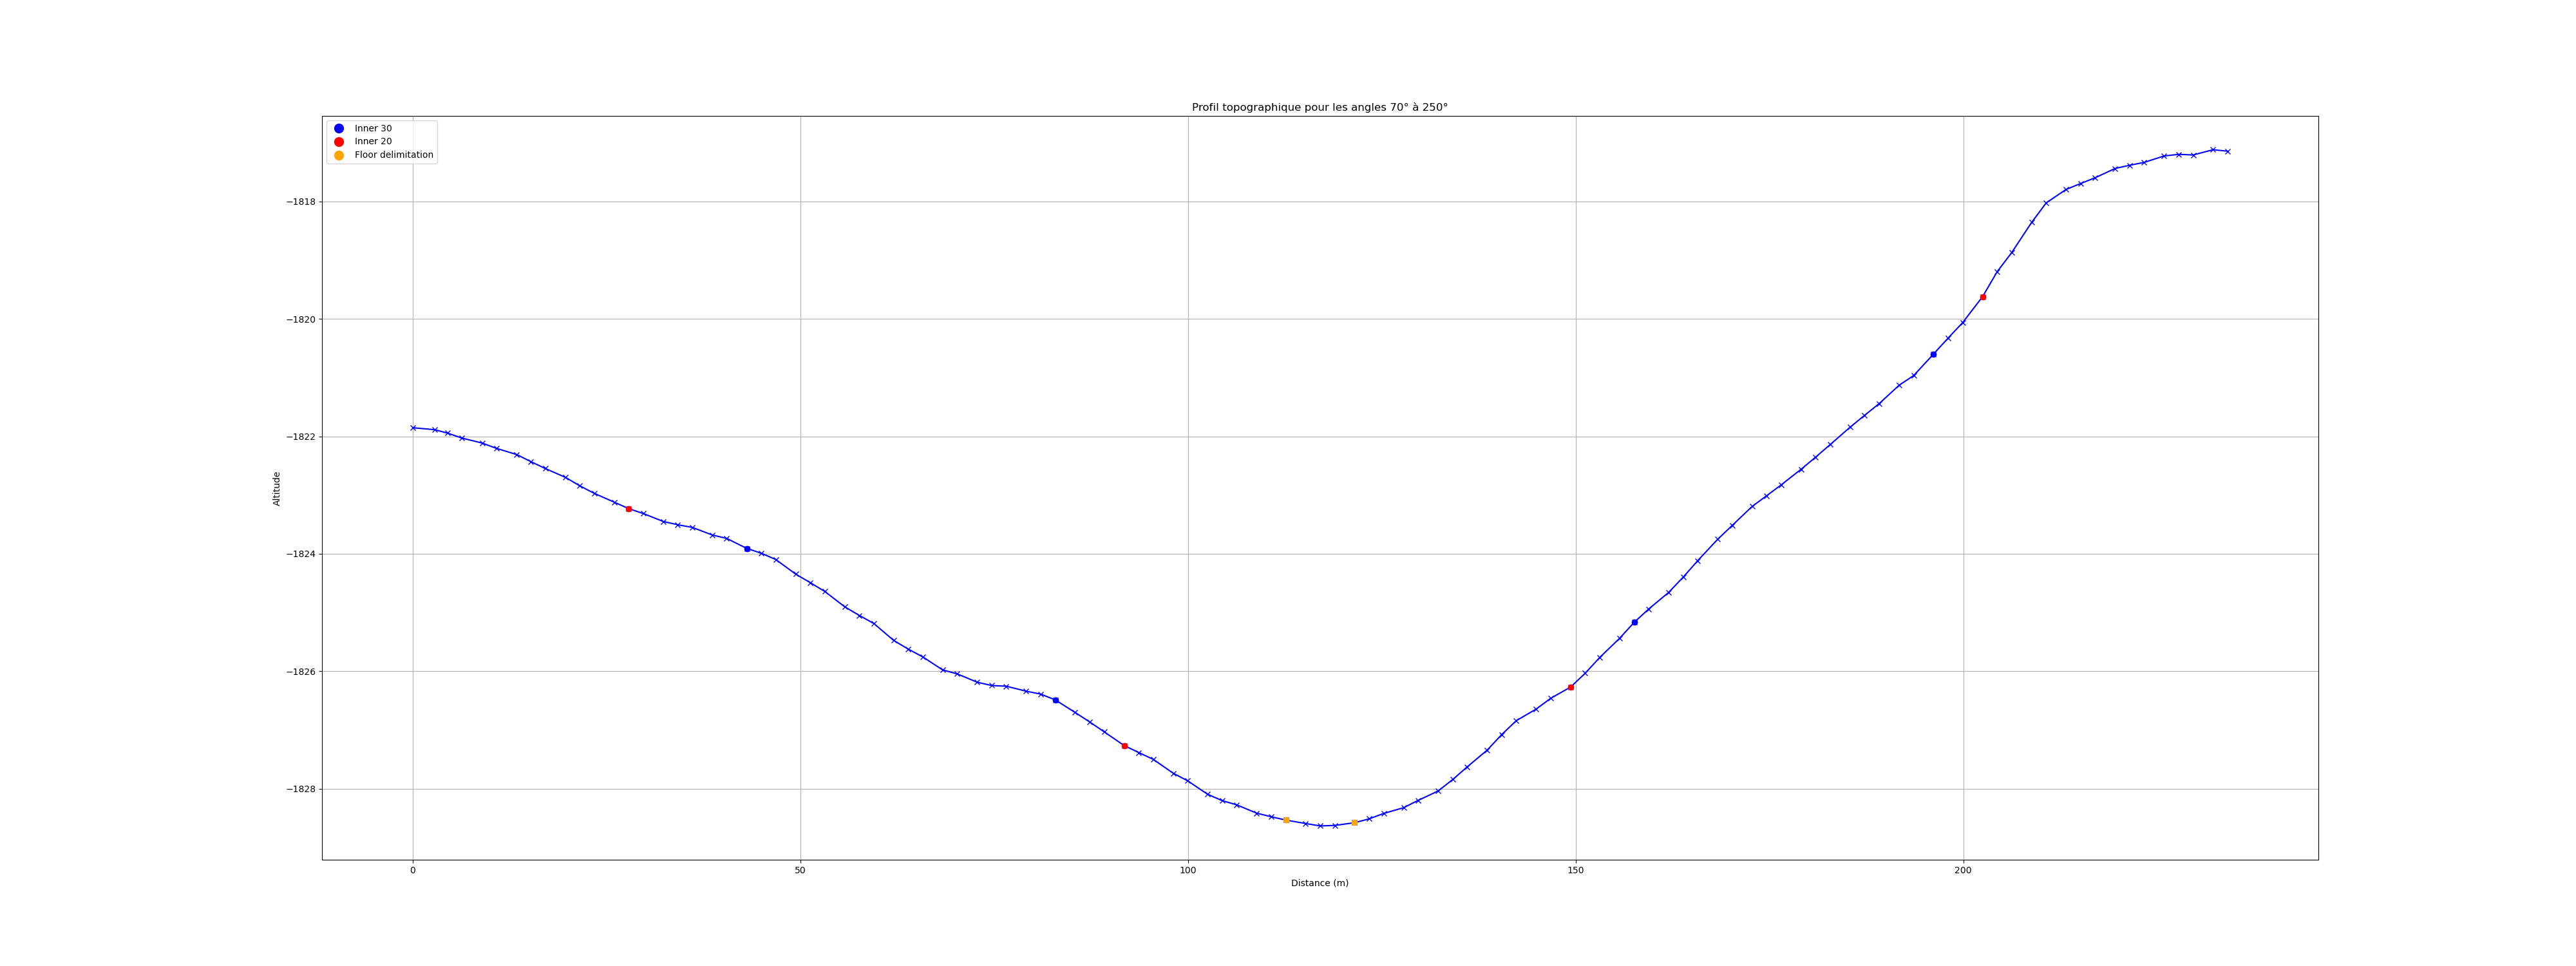 Profil topographique pour les angles 70° à 250°
Inner 30
Inner 20
Floor delimitation
−1818
−1820
−1822
−1824
−1826
−1828
Altitude
0
50
100
150
200
Distance (m)